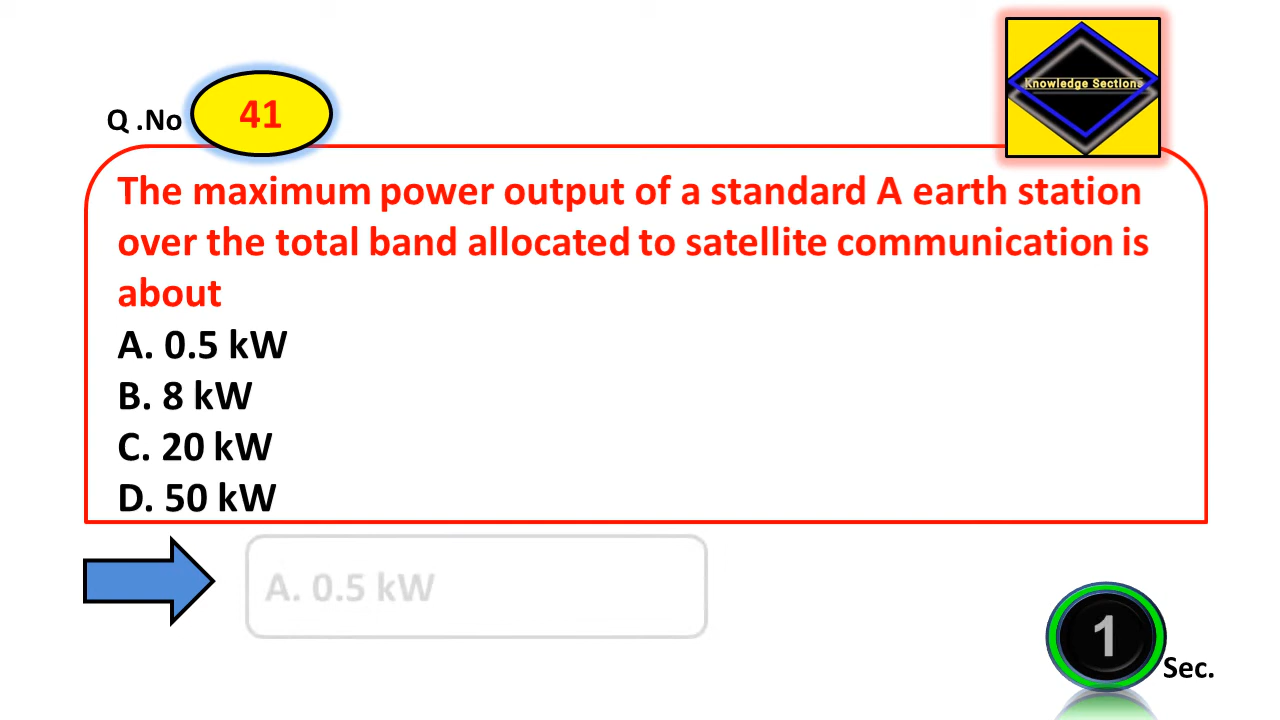 Knowledge Sections
Q .No 41
The maximum power output of a standard A earth station
over the total band allocated to satellite communication is
about
A. 0.5 kW
B. 8 kW
C. 20 kW
D. 50 kW
A. 0.5 kW
1 Sec.